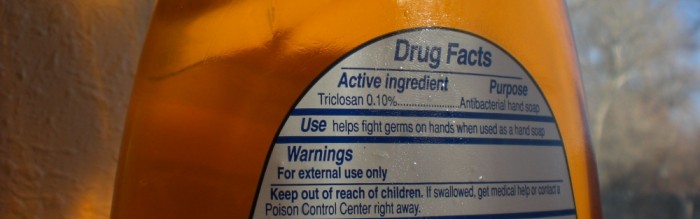 Drug Facts
Active ingredient Purpose
Triclosan 0.10%..........................Antibacterial hand soap
Use helps fight germs on hands when used as a hand soap
Warnings
For external use only
Keep out of reach of children. If swallowed, get medical help or contact a
Poison Control Center right away.